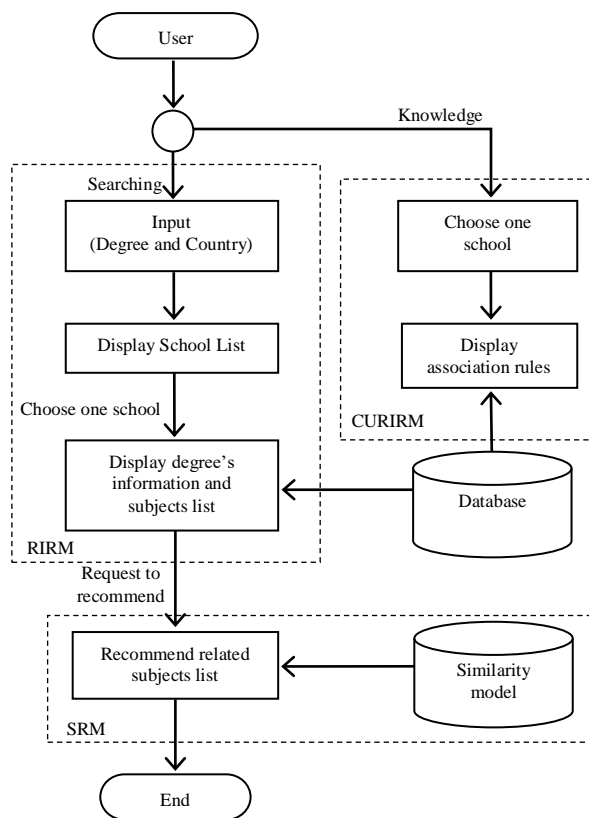 User
Knowledge
Searching
Input
(Degree and Country)
Choose one
school
Display School List
Display
association rules
Choose one school
CURIRM
Display degree’s
information and
subjects list
Database
RIRM
Request to
recommend
Recommend related
subjects list
Similarity
model
SRM
End